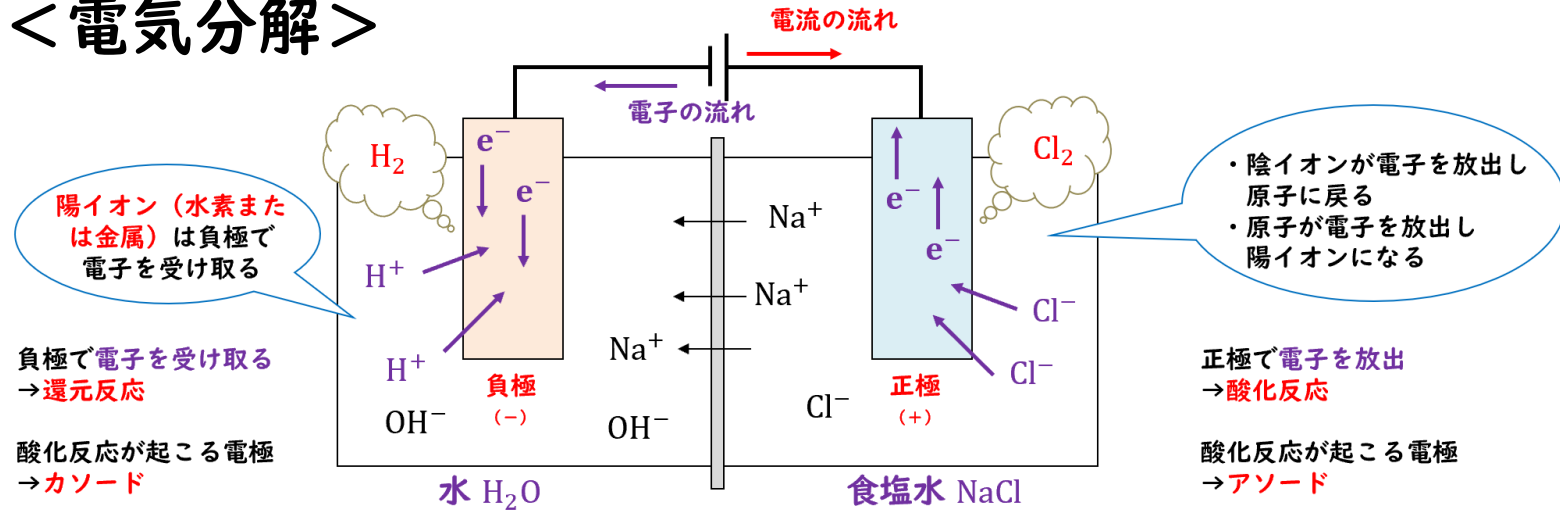 ＜電気分解＞
電流の流れ
電子の流れ
H₂
Cl₂
e⁻
e⁻
e⁻
e⁻
陽イオン（水素また
は金属）は負極で
電子を受け取る
・陰イオンが電子を放出し
原子に戻る
・原子が電子を放出し
陽イオンになる
H⁺
H⁺
Na⁺
Na⁺
Na⁺
Cl⁻
Cl⁻
Cl⁻
OH⁻
OH⁻
負極
（−）
正極
（+）
負極で電子を受け取る
→還元反応
酸化反応が起こる電極
→カソード
正極で電子を放出
→酸化反応
酸化反応が起こる電極
→アソード
水 H₂O
食塩水 NaCl